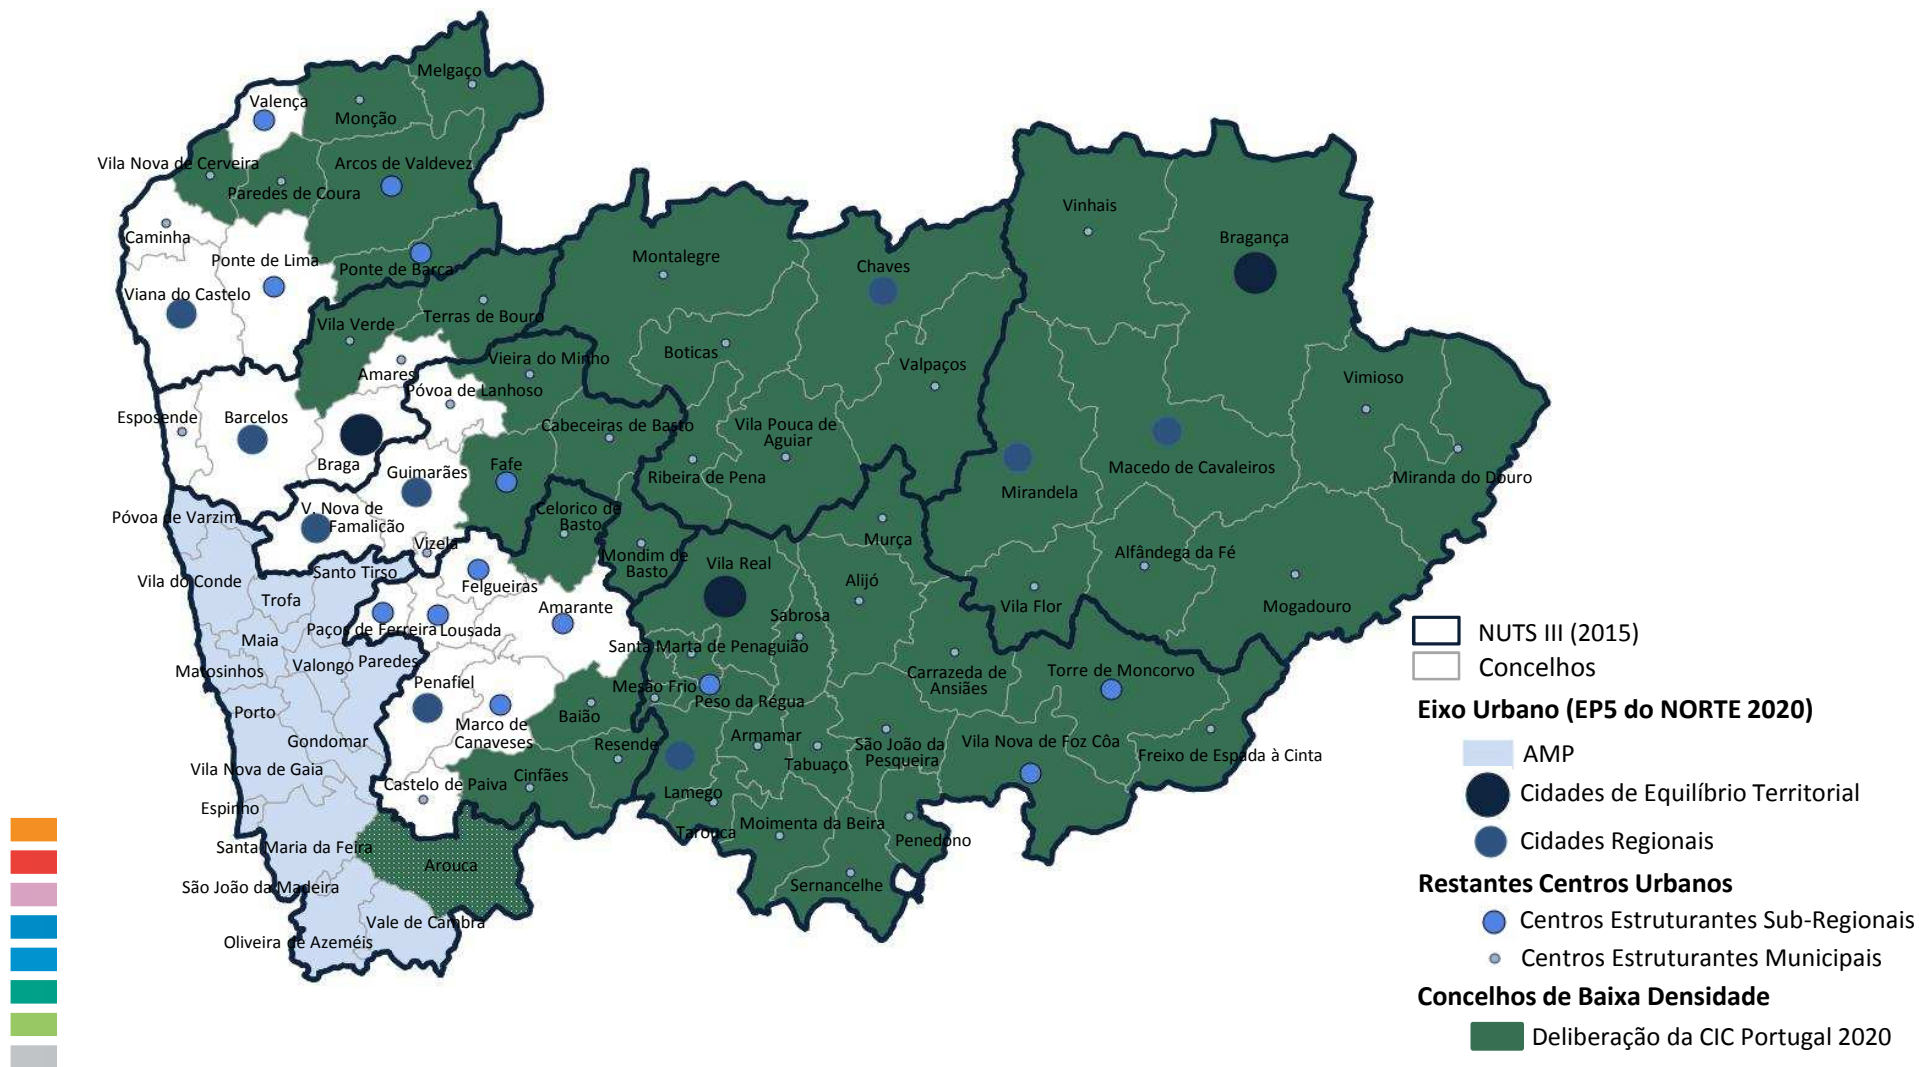 Melgaço
Valença
Monção
Vila Nova de Cerveira
Arcos de Valdevez
Paredes de Coura
Vinhais
Caminha
Bragança
Ponte de Lima
Ponte de Barca
Montalegre
Chaves
Viana do Castelo
Vila Verde
Terras de Bouro
Vieira do Minho
Boticas
Valpaços
Amares
Vimioso
Póvoa de Lanhoso
Esposende
Barcelos
Cabeceiras de Basto
Vila Pouca de
Aguiar
Braga
Guimarães
Fafe
Ribeira de Pena
Macedo de Cavaleiros
Miranda do Douro
Mirandela
Póvoa de Varzim
V. Nova de
Famalicão
Celorico de
Basto
Vizela
Murça
Mondim de
Basto
Vila Real
Alfândega da Fé
Vila do Conde
Santo Tirso
Felgueiras
Alijó
Trofa
Amarante
Sabrosa
Vila Flor
Mogadouro
Paços de Ferreira
Lousada
Maia
Santa Marta de Penaguião
Matosinhos
Valongo
Paredes
Carrazeda de
Ansiães
Torre de Moncorvo
Penafiel
Mesão Frio
Peso da Régua
Porto
Marco de
Canaveses
Baião
Gondomar
Resende
Armamar
Tabuaço
São João da
Pesqueira
Vila Nova de Foz Côa
Freixo de Espada à Cinta
Vila Nova de Gaia
Castelo de Paiva
Cinfães
Lamego
Espinho
Tarouca
Moimenta da Beira
Penedono
Santa Maria da Feira
Arouca
São João da Madeira
Sernancelhe
Vale de Cambra
Oliveira de Azeméis
NUTS III (2015)
Concelhos
Eixo Urbano (EP5 do NORTE 2020)
AMP
Cidades de Equilíbrio Territorial
Cidades Regionais
Restantes Centros Urbanos
Centros Estruturantes Sub-Regionais
Centros Estruturantes Municipais
Concelhos de Baixa Densidade
Deliberação da CIC Portugal 2020